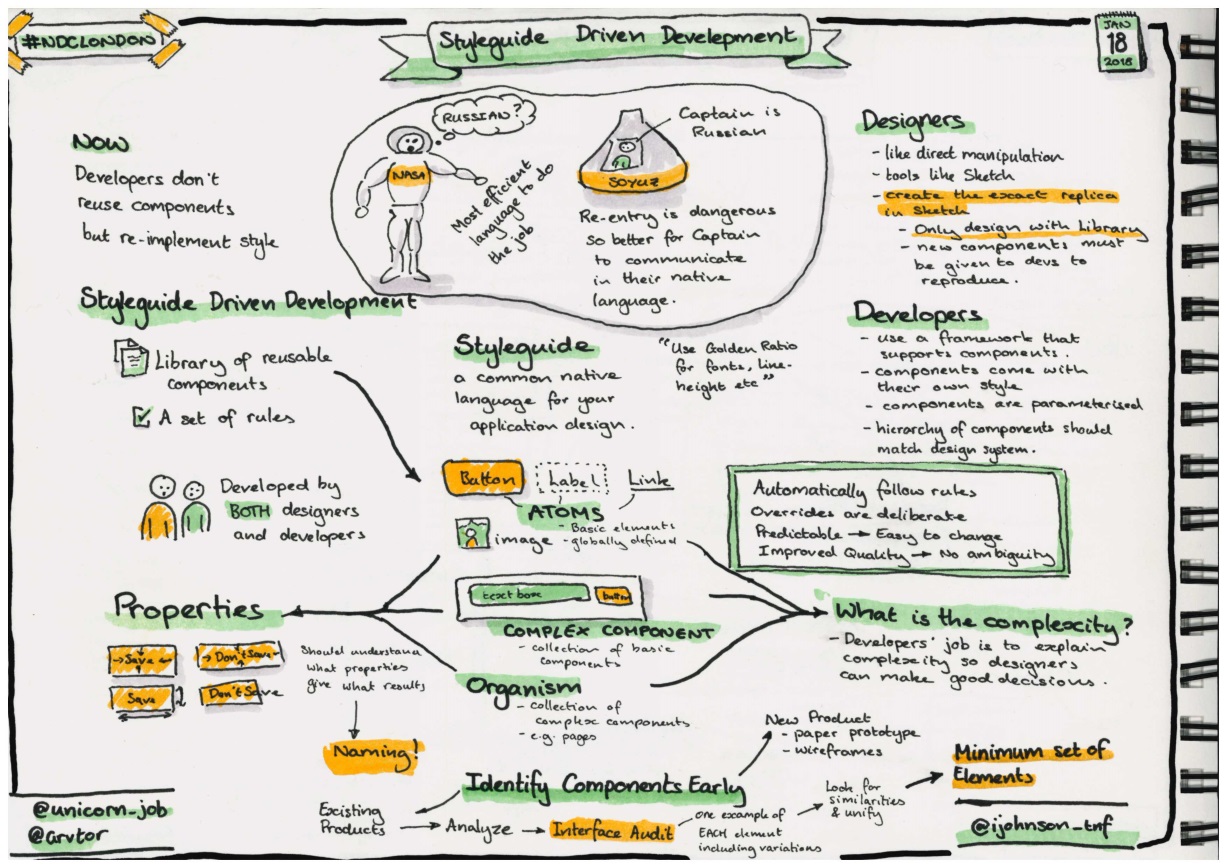 #NDCLONDON
Styleguide Driven Development
JAN
18
2018
NOW
Developers don't
reuse components
but re-implement style
RUSSIAN?
NASA
Most efficient
language to do
the job
Captain is
Russian
SOYUZ
Re-entry is dangerous
so better for Captain
to communicate
in their native
language.
Designers
- like direct manipulation
- tools like Sketch
- create the exact replica
in Sketch
- Only design with Library
- new components must
be given to devs to
reproduce.
Styleguide Driven Development
Library of reusable
components
A set of rules
Developed by
BOTH designers
and developers
Styleguide
a common native
language for your
application design.
"Use Golden Ratio
for fonts, line-
height etc"
Developers
- use a framework that
supports components.
- components come with
their own style
- components are parameterised
- hierarchy of components should
match design system.
Button
Label
Link
ATOMS
- Basic elements
- globally defined
image
Automatically follow rules
Overrides are deliberate
Predictable → Easy to change
Improved Quality → No ambiguity
text box
button
COMPLEX COMPONENT
- collection of basic
components
Organism
- collection of
complex components
- e.g. pages
Properties
Save
Don't Save
Save
Don't Save
Should understand
what properties
give what results
Naming!
What is the complexity?
- Developers' job is to explain
complexity so designers
can make good decisions.
Identify Components Early
New Product
- paper prototype
- wireframes
Existing
Products
Analyze
Interface Audit
one example of
EACH element
including variations
Look for
similarities
& unify
Minimum set of
Elements
@unicorn_job
@arvtor
@ijohnson_tnf